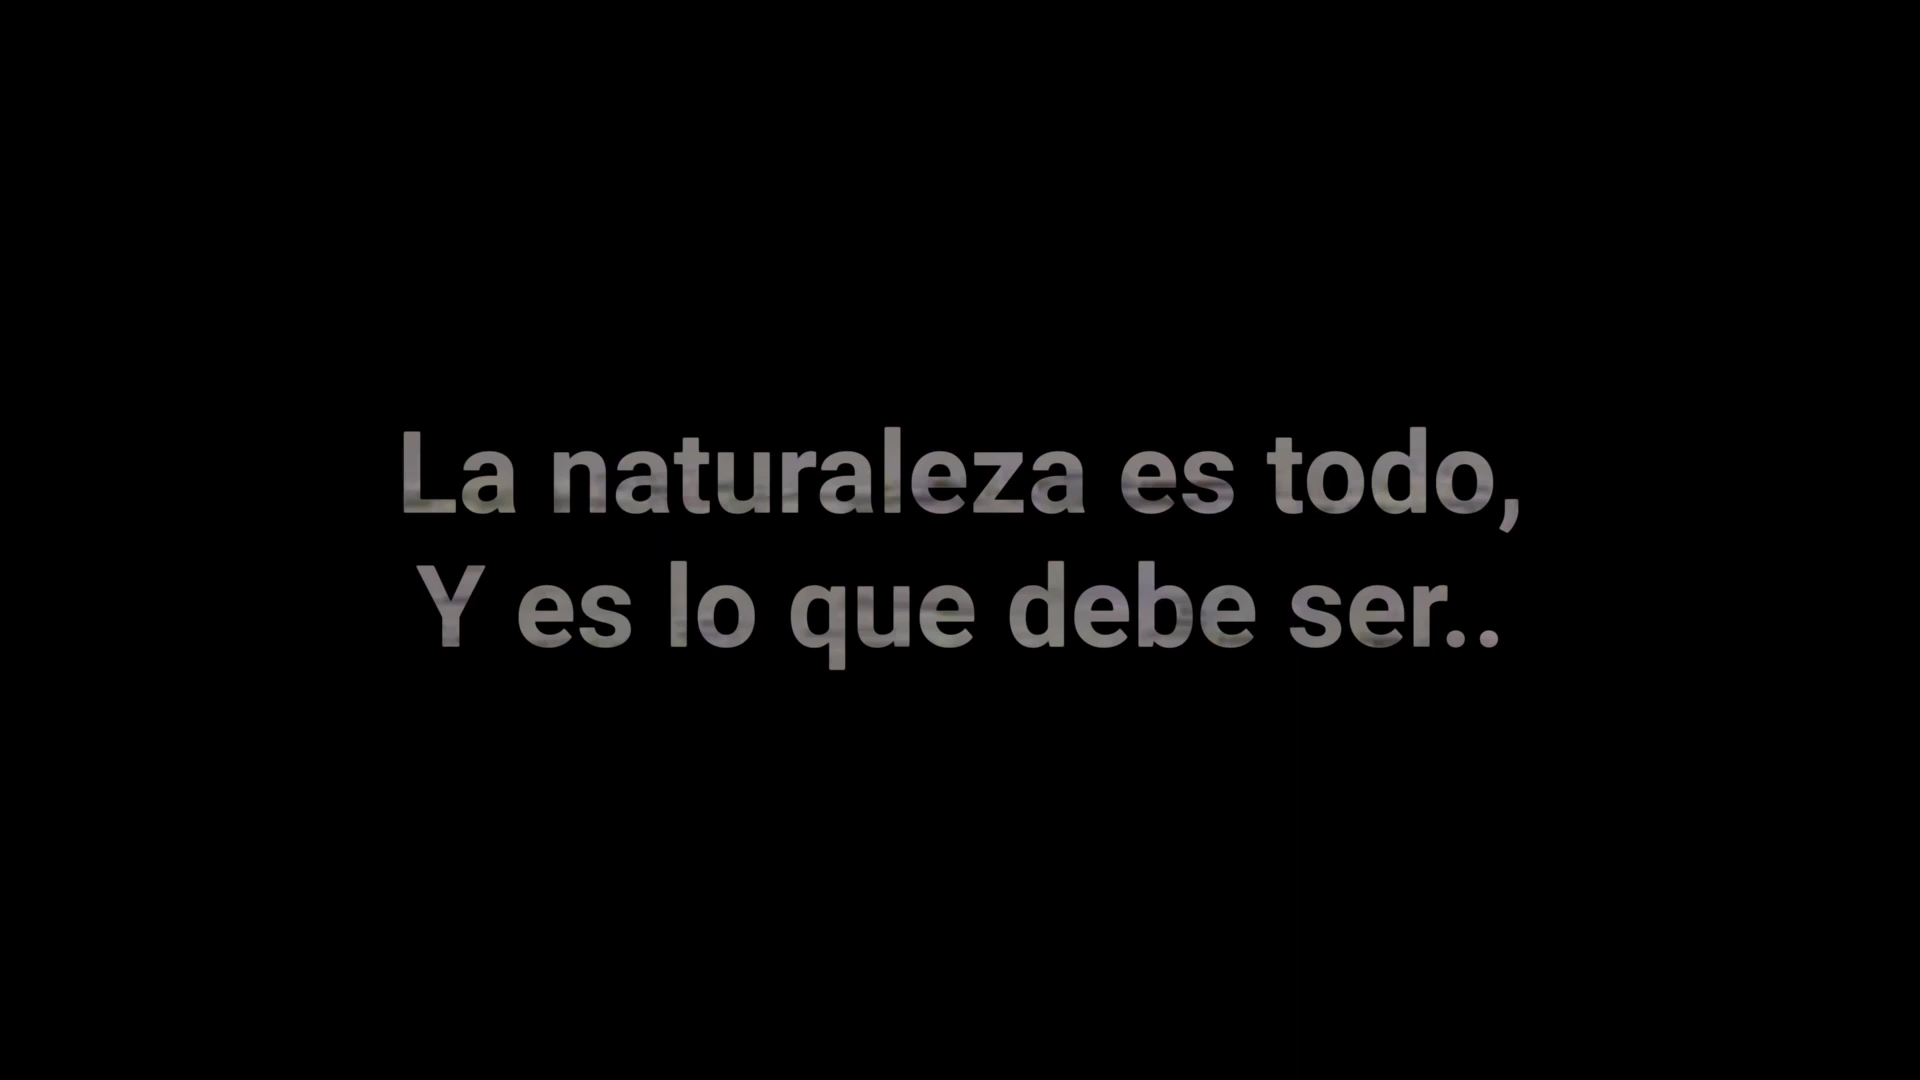 La naturaleza es todo,
Y es lo que debe ser..